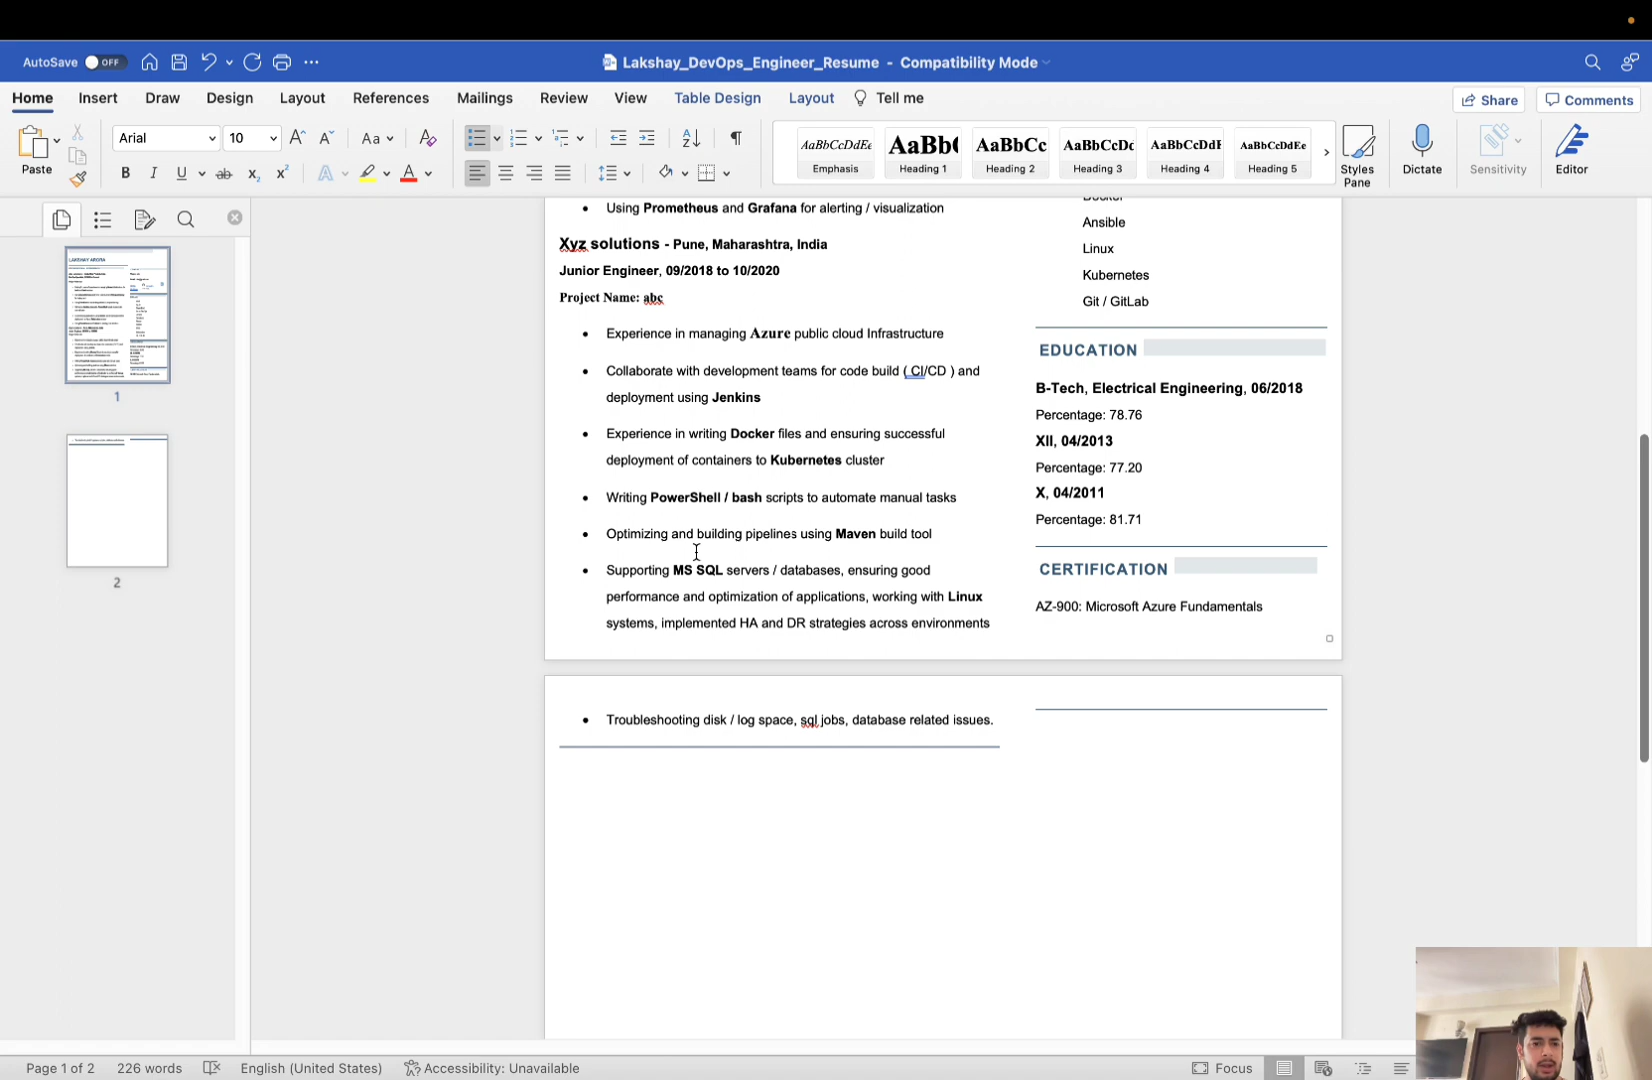 AutoSave OFF
Lakshay_DevOps_Engineer_Resume - Compatibility Mode
Home Insert Draw Design Layout References Mailings Review View Table Design Layout Tell me
Share Comments
Paste
Arial 10
AaBbCcDdEe AaBb( AaBbCc AaBbCcDc AaBbCcDdF AaBbCcDdEe
Emphasis Heading 1 Heading 2 Heading 3 Heading 4 Heading 5
Styles Pane
Dictate
Sensitivity
Editor
1
2
• Using Prometheus and Grafana for alerting / visualization
Xyz solutions - Pune, Maharashtra, India
Junior Engineer, 09/2018 to 10/2020
Project Name: abc
• Experience in managing Azure public cloud Infrastructure
• Collaborate with development teams for code build ( CI/CD ) and
deployment using Jenkins
• Experience in writing Docker files and ensuring successful
deployment of containers to Kubernetes cluster
• Writing PowerShell / bash scripts to automate manual tasks
• Optimizing and building pipelines using Maven build tool
• Supporting MS SQL servers / databases, ensuring good
performance and optimization of applications, working with Linux
systems, implemented HA and DR strategies across environments
• Troubleshooting disk / log space, sql jobs, database related issues.
Docker
Ansible
Linux
Kubernetes
Git / GitLab
EDUCATION
B-Tech, Electrical Engineering, 06/2018
Percentage: 78.76
XII, 04/2013
Percentage: 77.20
X, 04/2011
Percentage: 81.71
CERTIFICATION
AZ-900: Microsoft Azure Fundamentals
Page 1 of 2 226 words English (United States) Accessibility: Unavailable Focus